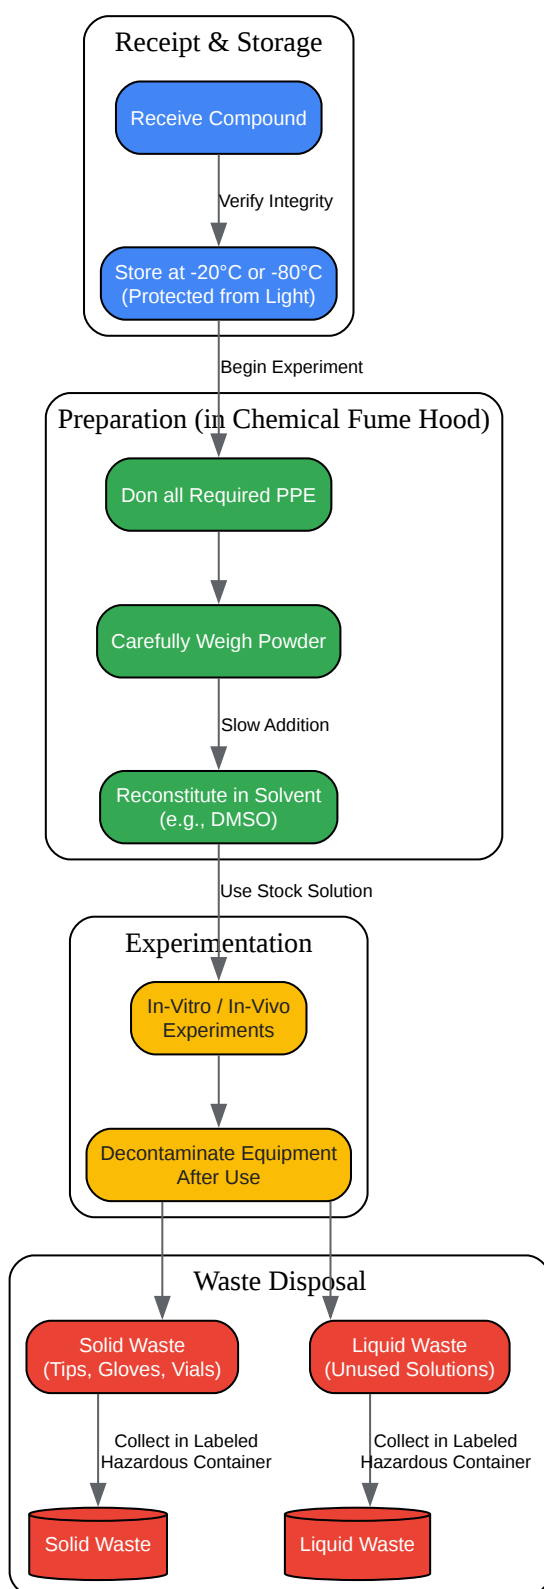 Receipt & Storage
Receive Compound
Verify Integrity
Store at -20°C or -80°C
(Protected from Light)
Begin Experiment
Preparation (in Chemical Fume Hood)
Don all Required PPE
Carefully Weigh Powder
Slow Addition
Reconstitute in Solvent
(e.g., DMSO)
Use Stock Solution
Experimentation
In-Vitro / In-Vivo
Experiments
Decontaminate Equipment
After Use
Waste Disposal
Solid Waste
(Tips, Gloves, Vials)
Liquid Waste
(Unused Solutions)
Collect in Labeled
Hazardous Container
Collect in Labeled
Hazardous Container
Solid Waste
Liquid Waste